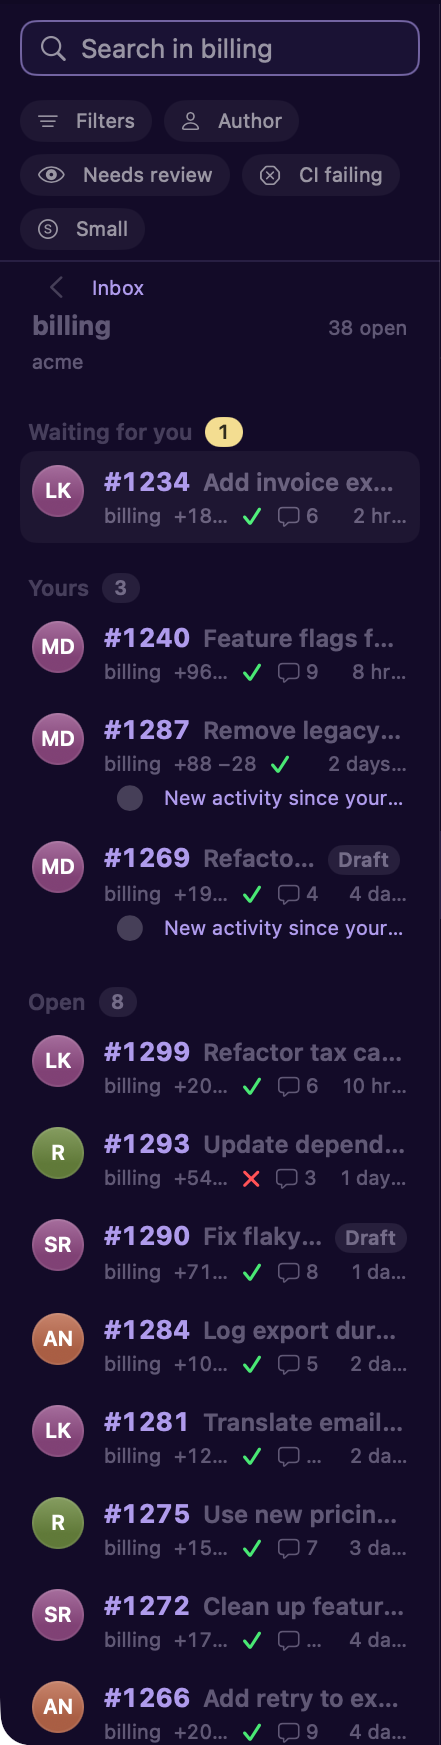 Search in billing
Filters
Author
Needs review
CI failing
S Small
Inbox
billing
38 open
acme
Waiting for you 1
LK #1234 Add invoice ex...
billing +18... 6 2 hr...
Yours 3
MD #1240 Feature flags f...
billing +96... 9 8 hr...
MD #1287 Remove legacy...
billing +88 −28 2 days...
New activity since your...
MD #1269 Refacto... Draft
billing +19... 4 4 da...
New activity since your...
Open 8
LK #1299 Refactor tax ca...
billing +20... 6 10 hr...
R #1293 Update depend...
billing +54... 3 1 day...
SR #1290 Fix flaky... Draft
billing +71... 8 1 da...
AN #1284 Log export dur...
billing +10... 5 2 da...
LK #1281 Translate email...
billing +12... ... 2 da...
R #1275 Use new pricin...
billing +15... 7 3 da...
SR #1272 Clean up featur...
billing +17... ... 4 da...
AN #1266 Add retry to ex...
billing +20... 9 4 da...